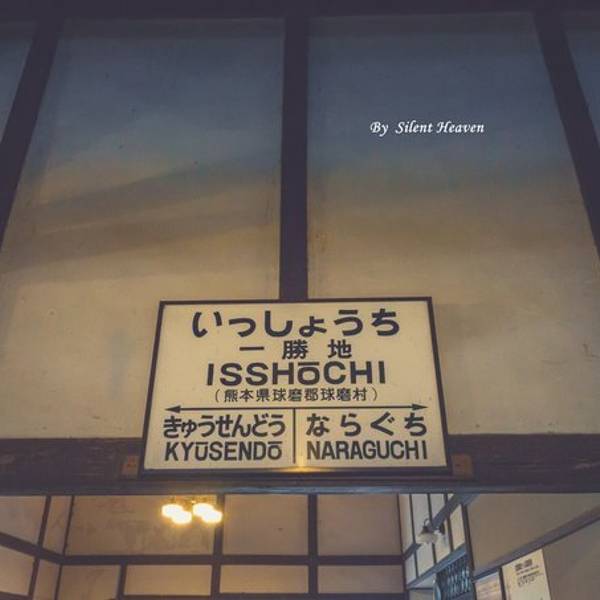 By Silent Heaven
いっしょうち
一勝地
ISSHŌCHI
(熊本県球磨郡球磨村)
きゅうせんどう ならぐち
KYŪSENDŌ NARAGUCHI